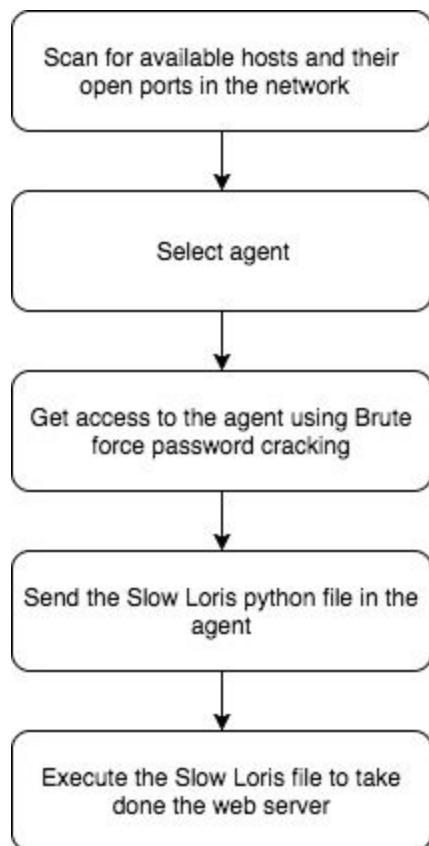 Scan for available hosts and their
open ports in the network
Select agent
Get access to the agent using Brute
force password cracking
Send the Slow Loris python file in the
agent
Execute the Slow Loris file to take
done the web server